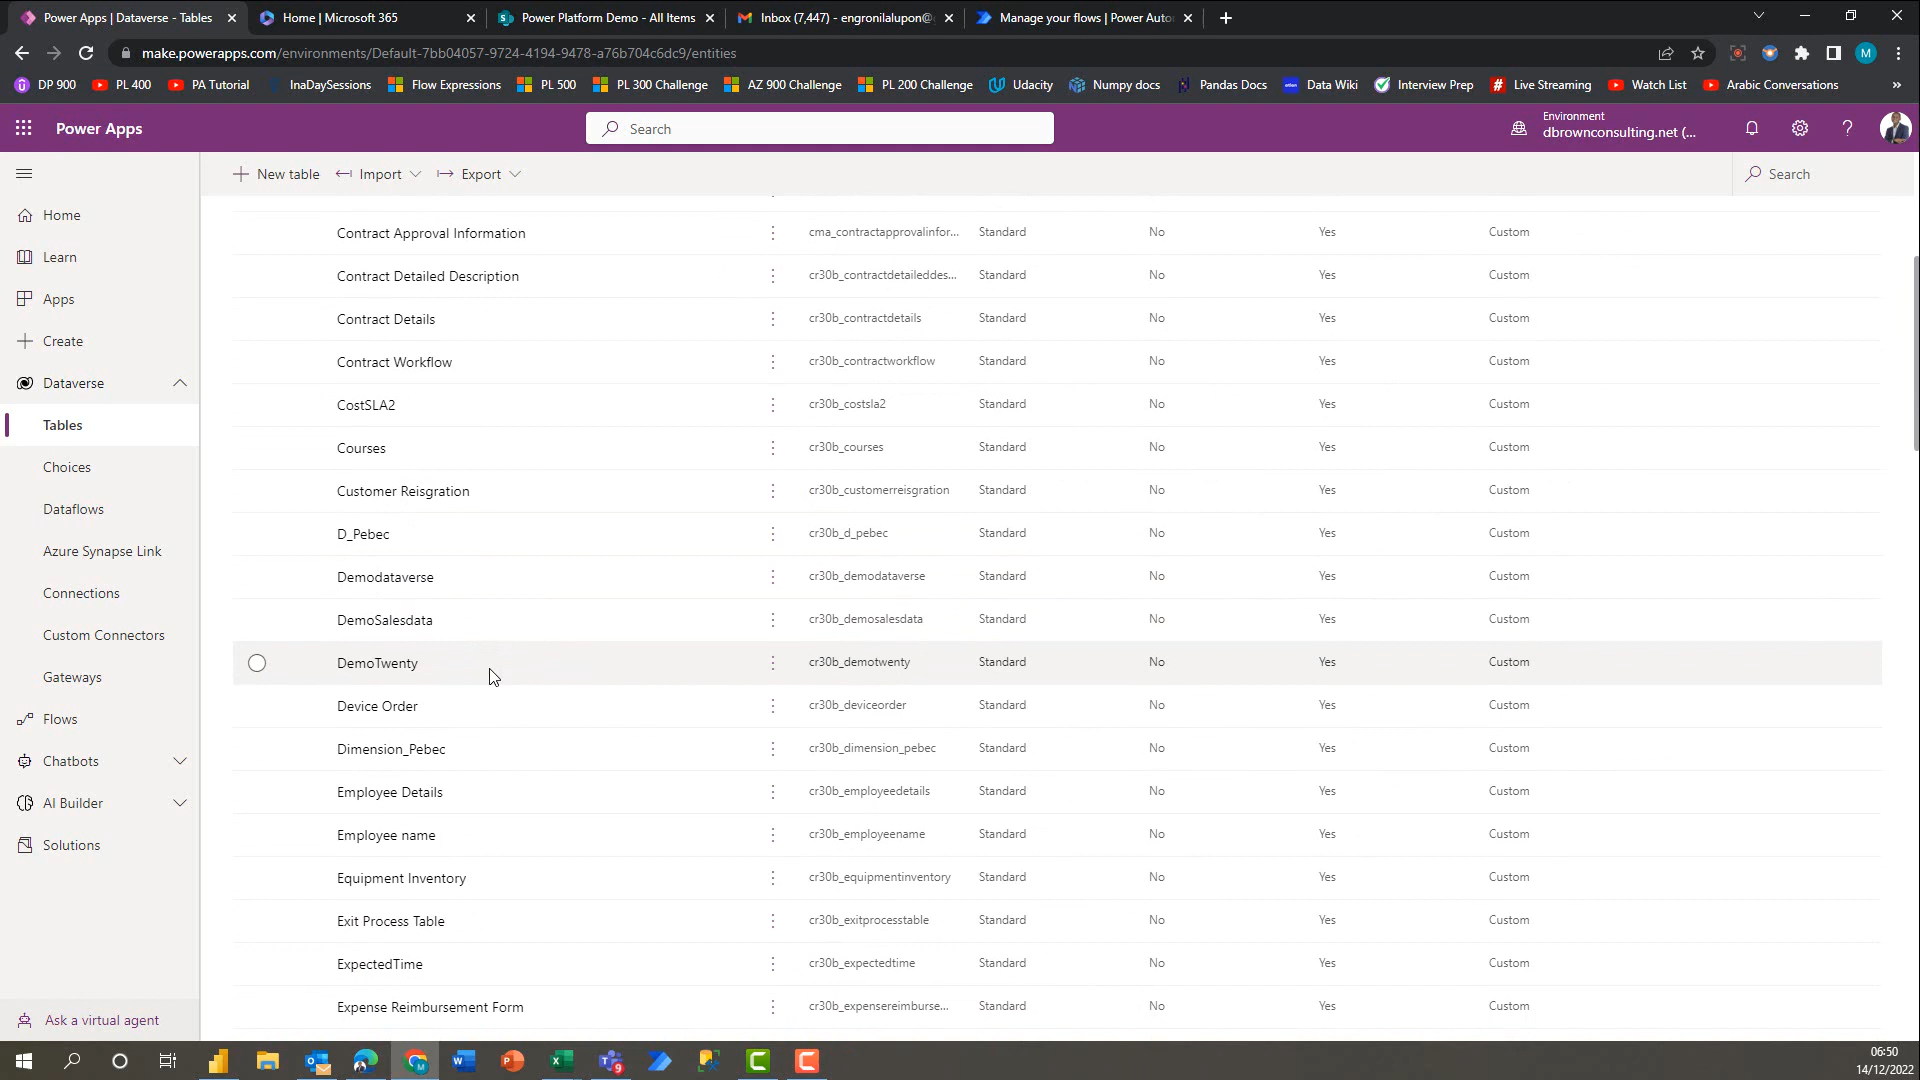 Power Apps | Dataverse - Tables
Home | Microsoft 365
Power Platform Demo - All Items
Inbox (7,447) - engronilalupon@
Manage your flows | Power Auto
make.powerapps.com/environments/Default-7bb04057-9724-4194-9478-a76b704c6dc9/entities
M
DP 900
PL 400
PA Tutorial
InaDaySessions
Flow Expressions
PL 500
PL 300 Challenge
AZ 900 Challenge
PL 200 Challenge
Udacity
Numpy docs
Pandas Docs
Data Wiki
Interview Prep
Live Streaming
Watch List
Arabic Conversations
»
Power Apps
Search
Environment
dbrownconsulting.net (...
New table
Import
Export
Search
Home
Learn
Apps
Create
Dataverse
Tables
Choices
Dataflows
Azure Synapse Link
Connections
Custom Connectors
Gateways
Flows
Chatbots
AI Builder
Solutions
Ask a virtual agent
Contract Approval Information cma_contractapprovalinfor... Standard No Yes Custom
Contract Detailed Description cr30b_contractdetaileddes... Standard No Yes Custom
Contract Details cr30b_contractdetails Standard No Yes Custom
Contract Workflow cr30b_contractworkflow Standard No Yes Custom
CostSLA2 cr30b_costsla2 Standard No Yes Custom
Courses cr30b_courses Standard No Yes Custom
Customer Reisgration cr30b_customerreisgration Standard No Yes Custom
D_Pebec cr30b_d_pebec Standard No Yes Custom
Demodataverse cr30b_demodataverse Standard No Yes Custom
DemoSalesdata cr30b_demosalesdata Standard No Yes Custom
DemoTwenty cr30b_demotwenty Standard No Yes Custom
Device Order cr30b_deviceorder Standard No Yes Custom
Dimension_Pebec cr30b_dimension_pebec Standard No Yes Custom
Employee Details cr30b_employeedetails Standard No Yes Custom
Employee name cr30b_employeename Standard No Yes Custom
Equipment Inventory cr30b_equipmentinventory Standard No Yes Custom
Exit Process Table cr30b_exitprocesstable Standard No Yes Custom
ExpectedTime cr30b_expectedtime Standard No Yes Custom
Expense Reimbursement Form cr30b_expensereimburse... Standard No Yes Custom
06:50
14/12/2022